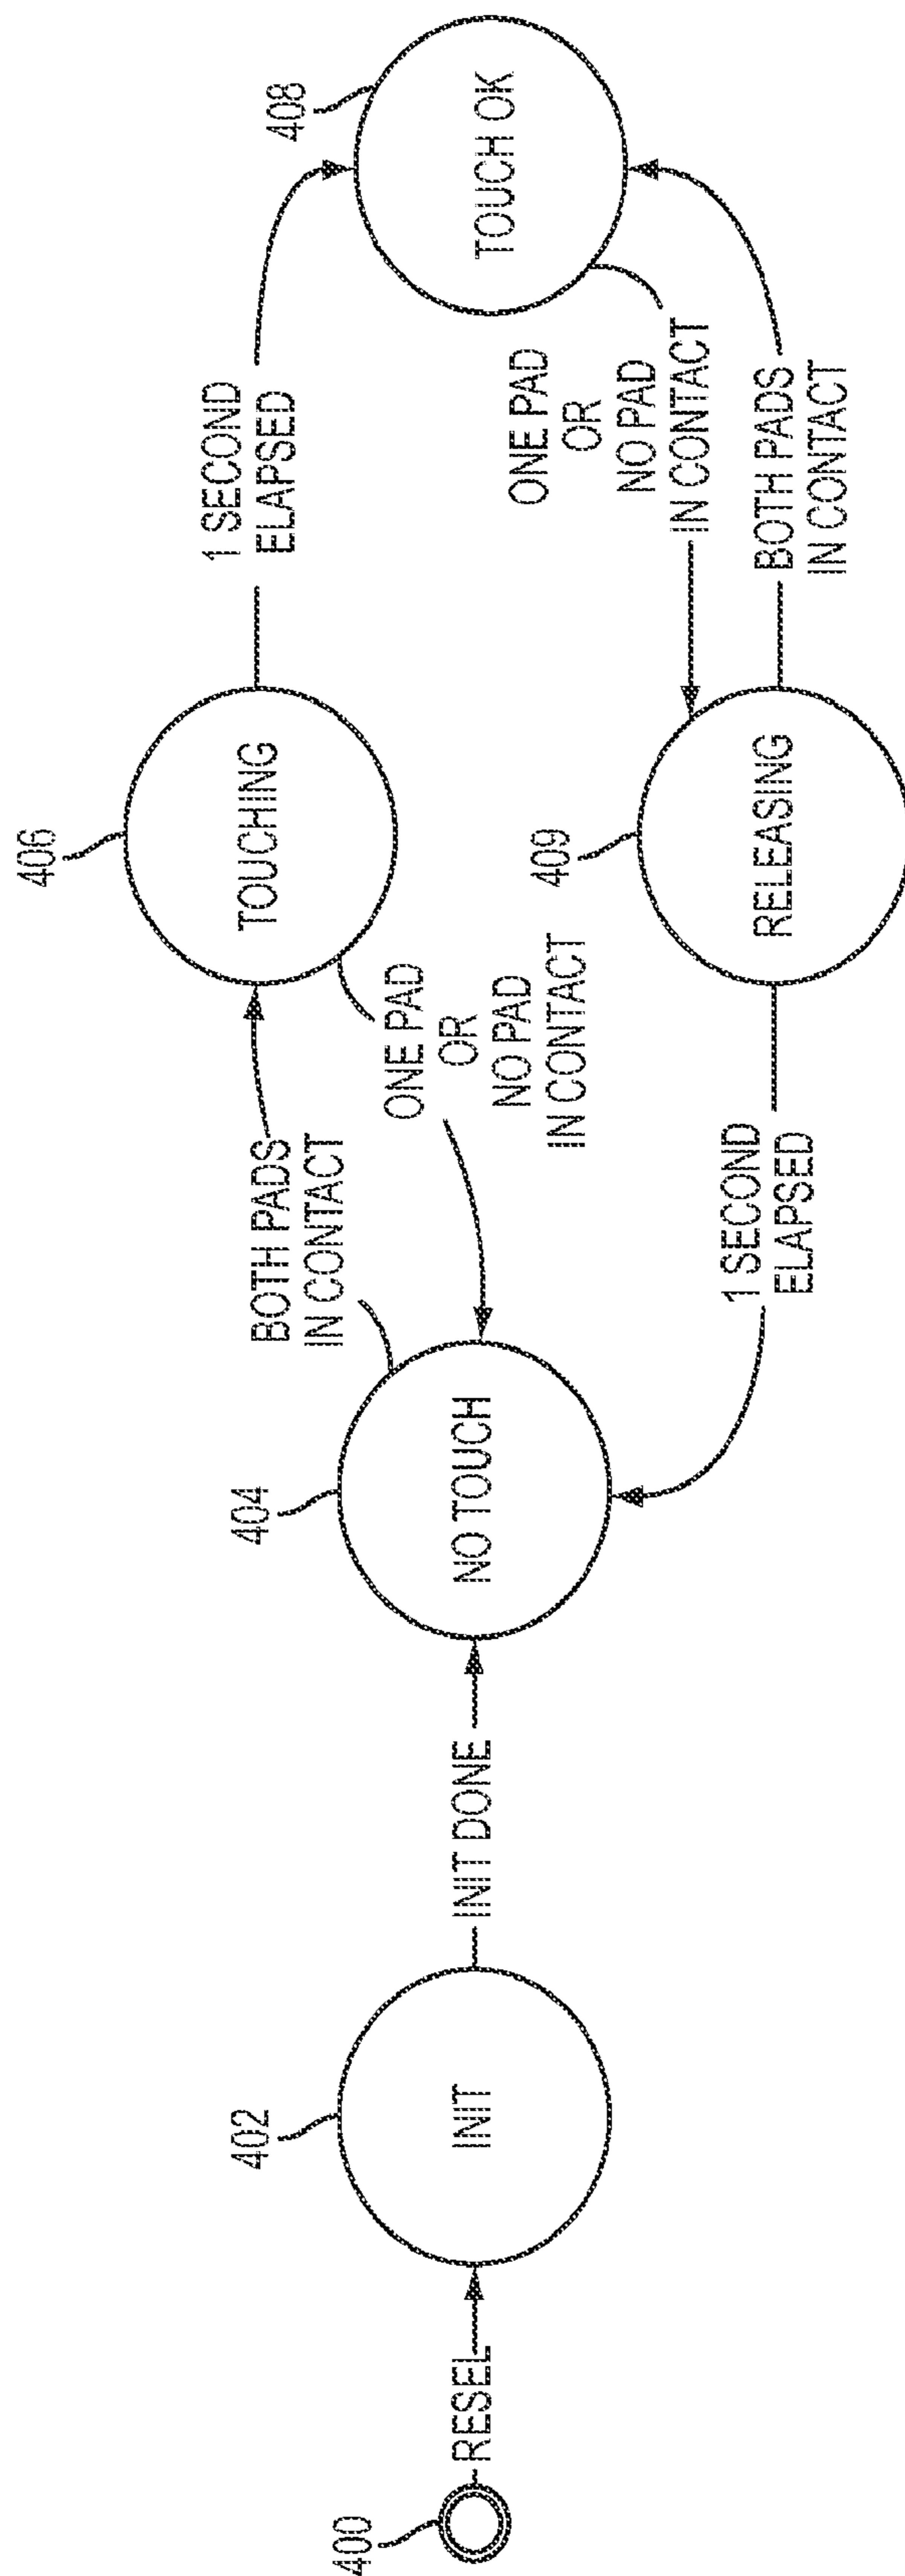 400
RESEL
402
INIT
INIT DONE
404
NO TOUCH
BOTH PADS
IN CONTACT
406
TOUCHING
ONE PAD
OR
NO PAD
IN CONTACT
1 SECOND
ELAPSED
408
TOUCH OK
ONE PAD
OR
NO PAD
IN CONTACT
409
RELEASING
BOTH PADS
IN CONTACT
1 SECOND
ELAPSED